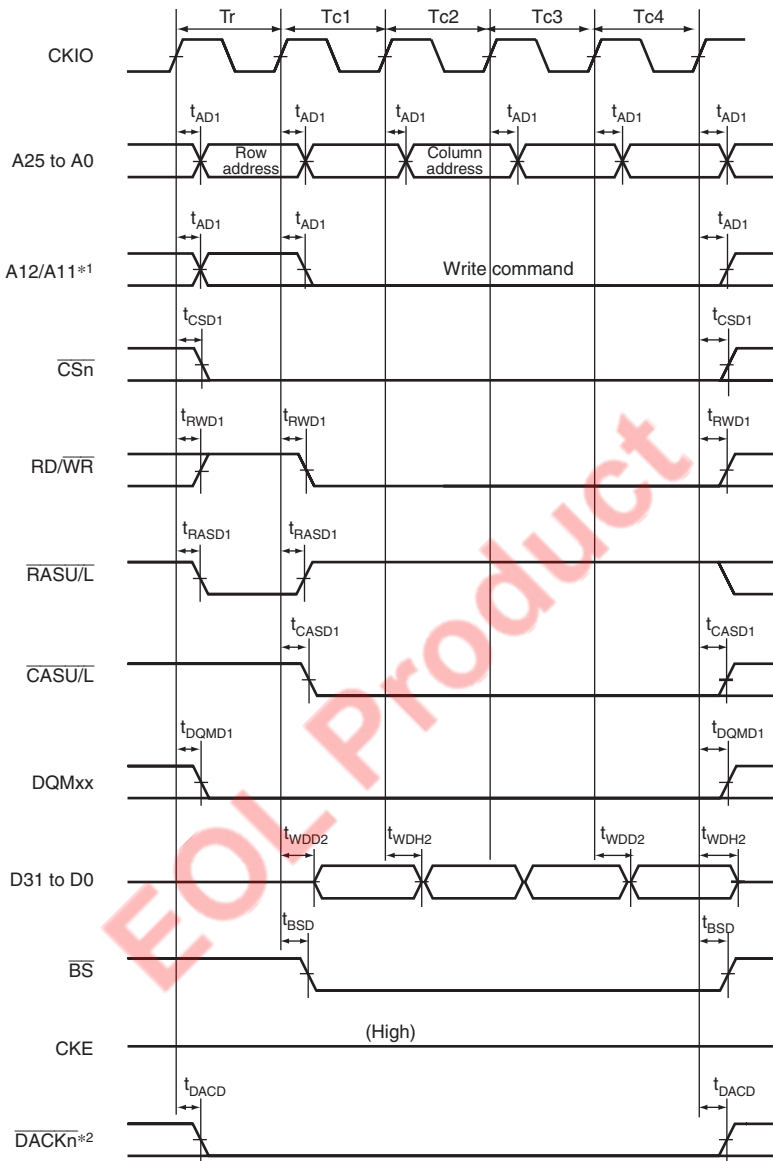 Tr Tc1 Tc2 Tc3 Tc4
CKIO
tAD1 tAD1 tAD1 tAD1 tAD1 tAD1
A25 to A0
Row address
Column address
tAD1 tAD1 tAD1
A12/A11*1
Write command
tCSD1 tCSD1
CSn
tRWD1 tRWD1 tRWD1
RD/WR
tRASD1 tRASD1
RASU/L
tCASD1 tCASD1
CASU/L
tDQMD1 tDQMD1
DQMxx
tWDD2 tWDH2 tWDD2 tWDH2
D31 to D0
tBSD tBSD
BS
(High)
CKE
tDACD tDACD
DACKn*2
EOL Product